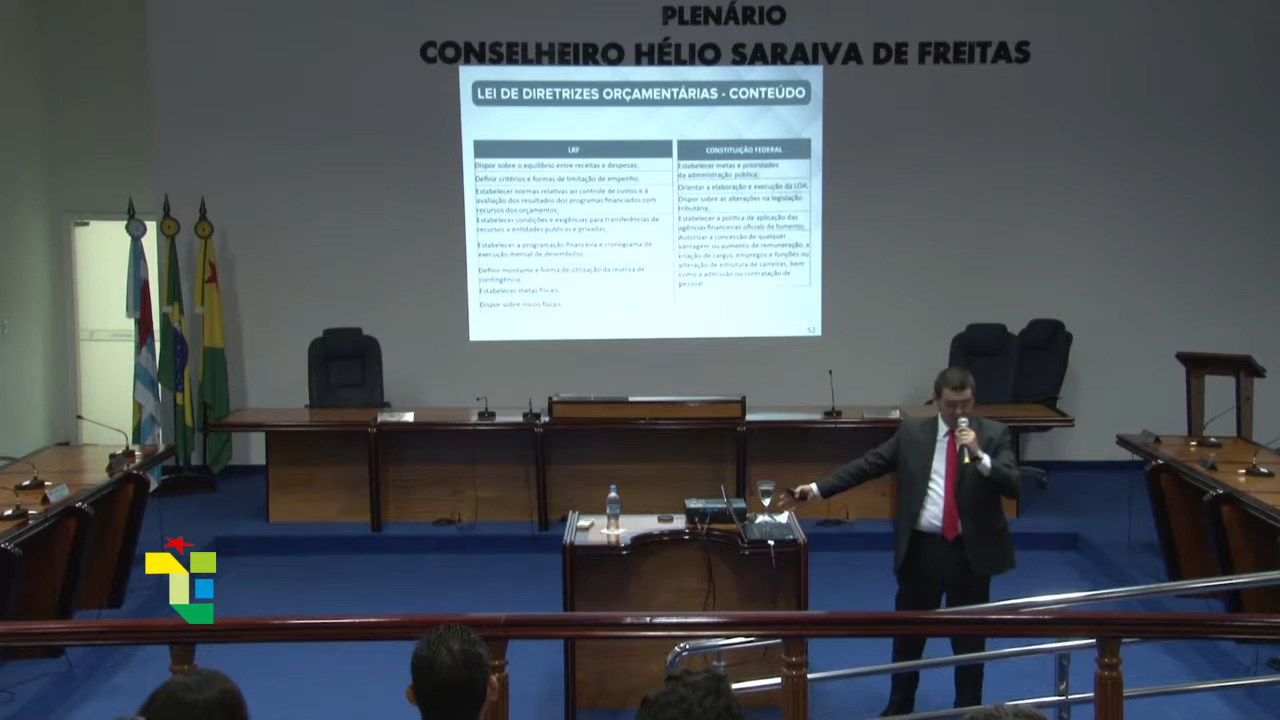 PLENÁRIO
CONSELHEIRO HÉLIO SARAIVA DE FREITAS
LEI DE DIRETRIZES ORÇAMENTÁRIAS - CONTEÚDO
LRF
Dispor sobre o equilíbrio entre receitas e despesas;
Definir critérios e formas de limitação de empenho;
Estabelecer normas relativas ao controle de custos e à
avaliação dos resultados dos programas financiados com
recursos dos orçamentos;
Estabelecer condições e exigências para transferências de
recursos a entidades públicas e privadas;
Estabelecer a programação financeira e cronograma de
execução mensal de desembolso
Definir montante e forma de utilização da reserva de
contingência;
Estabelecer metas fiscais
Dispor sobre riscos fiscais
CONSTITUIÇÃO FEDERAL
Estabelecer metas e prioridades
da administração pública;
Orientar a elaboração e execução da LOA;
Dispor sobre as alterações na legislação
tributária;
Estabelecer a política de aplicação das
agências financeiras oficiais de fomento;
Autorizar a concessão de qualquer
vantagem ou aumento de remuneração, a
criação de cargos, empregos e funções ou
alteração de estrutura de carreiras, bem
como a admissão ou contratação de
pessoal
52